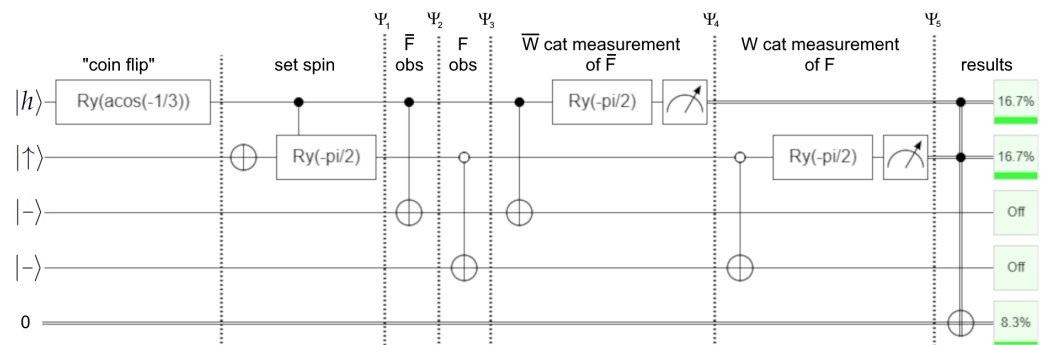 Ψ1 Ψ2 Ψ3 Ψ4 Ψ5
"coin flip" set spin F̅ obs F obs W̅ cat measurement of F̅ W cat measurement of F results
|h⟩ Ry(acos(-1/3)) Ry(-pi/2) 16.7%
|↑⟩ Ry(-pi/2) Ry(-pi/2) 16.7%
|−⟩ Off
|−⟩ Off
0 8.3%